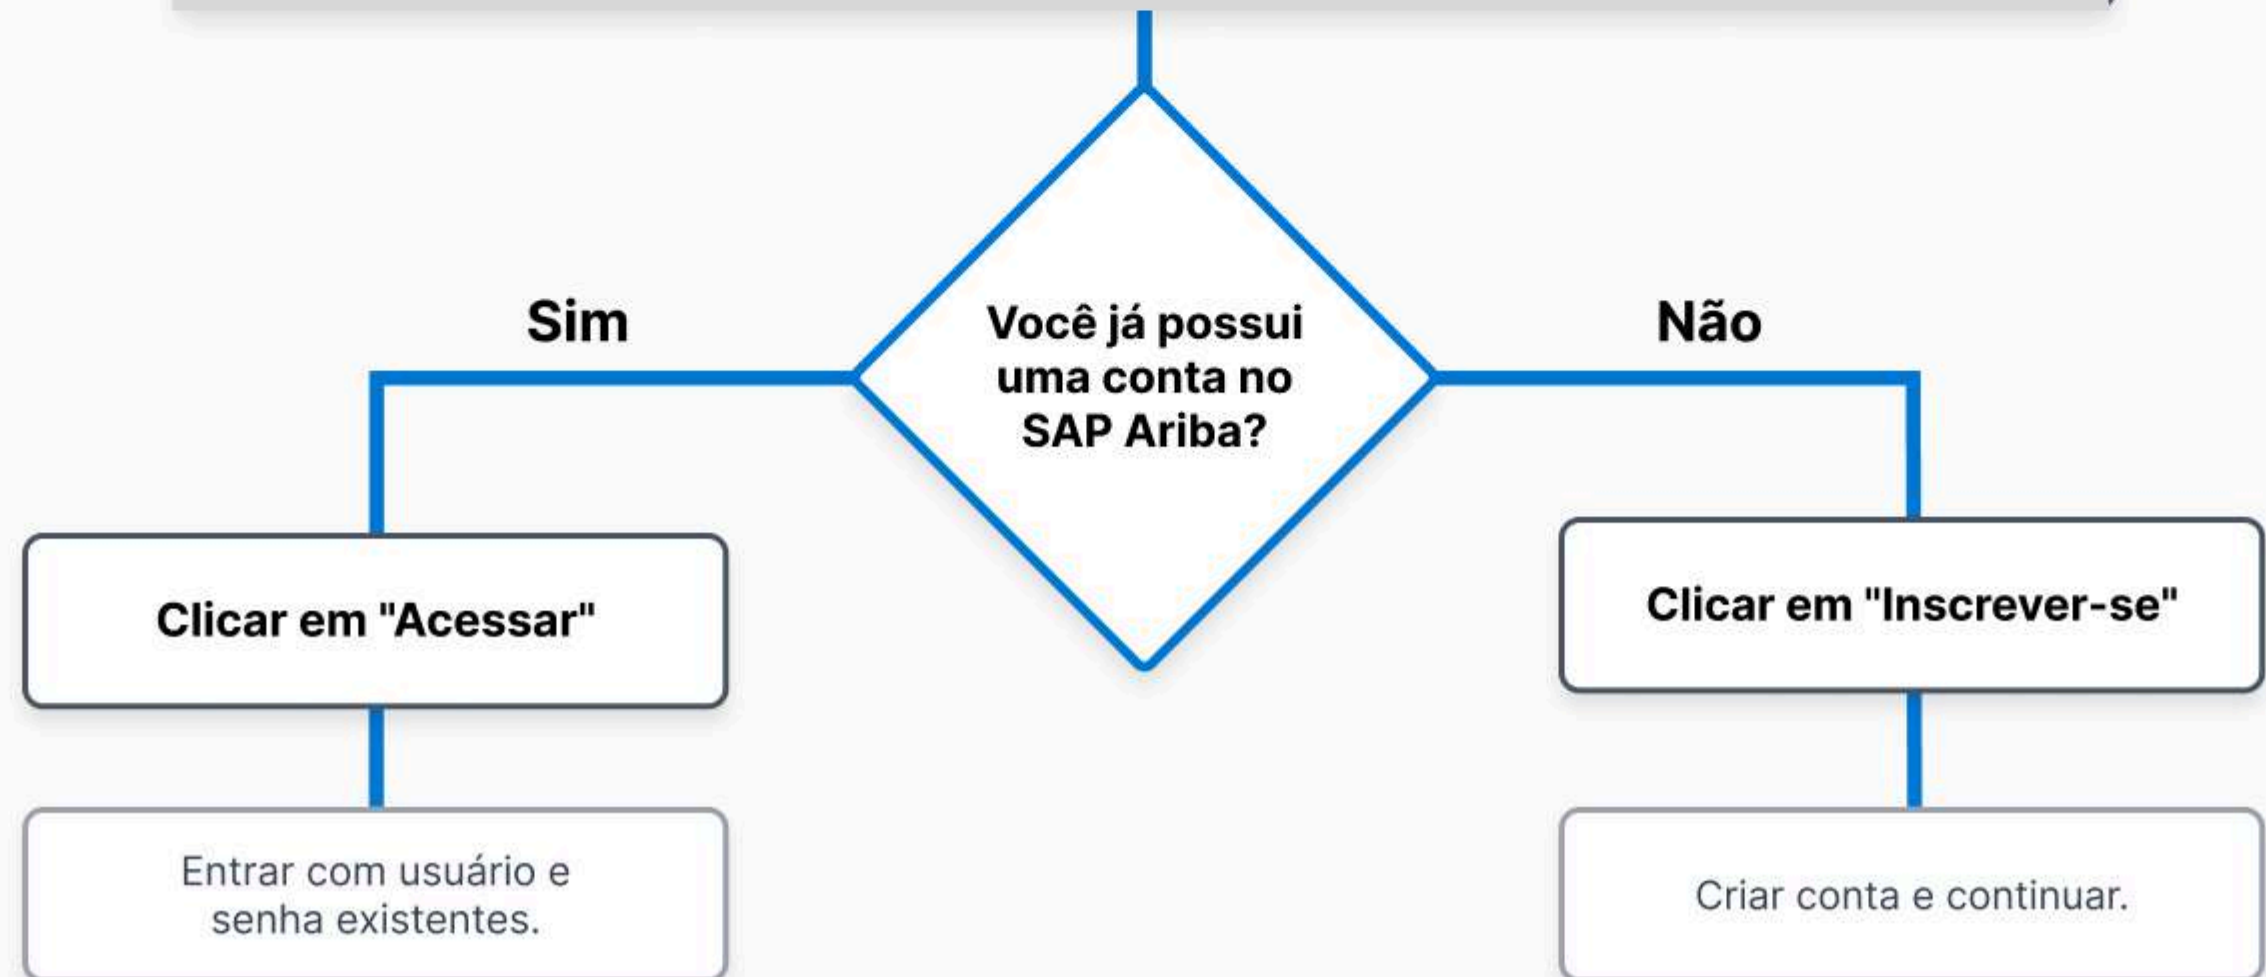 Sim
Você já possui
uma conta no
SAP Ariba?
Não
Clicar em "Acessar"
Clicar em "Inscrever-se"
Entrar com usuário e
senha existentes.
Criar conta e continuar.